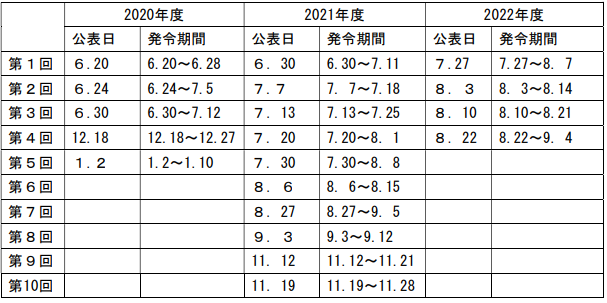 2020年度 2021年度 2022年度
公表日 発令期間 公表日 発令期間 公表日 発令期間
第１回 ６.20 6.20～6.28 ６. 30 6.30～7.11 ７.27 7.27～8. 7
第２回 ６.24 6.24～7.5 ７.７ 7. 7～7.18 ８. ３ 8. 3～8.14
第３回 ６.30 6.30～7.12 ７. 13 7.13～7.25 ８. 10 8.10～8.21
第４回 12.18 12.18～12.27 ７. 20 7.20～8. 1 ８. 22 8.22～9. 4
第５回 １.２ 1.2～1.10 ７. 30 7.30～8. 8
第６回 ８. ６ 8. 6～8.15
第７回 ８. 27 8.27～9. 5
第８回 ９. ３ 9.3～9.12
第９回 11. 12 11.12～11.21
第10回 11. 19 11.19～11.28